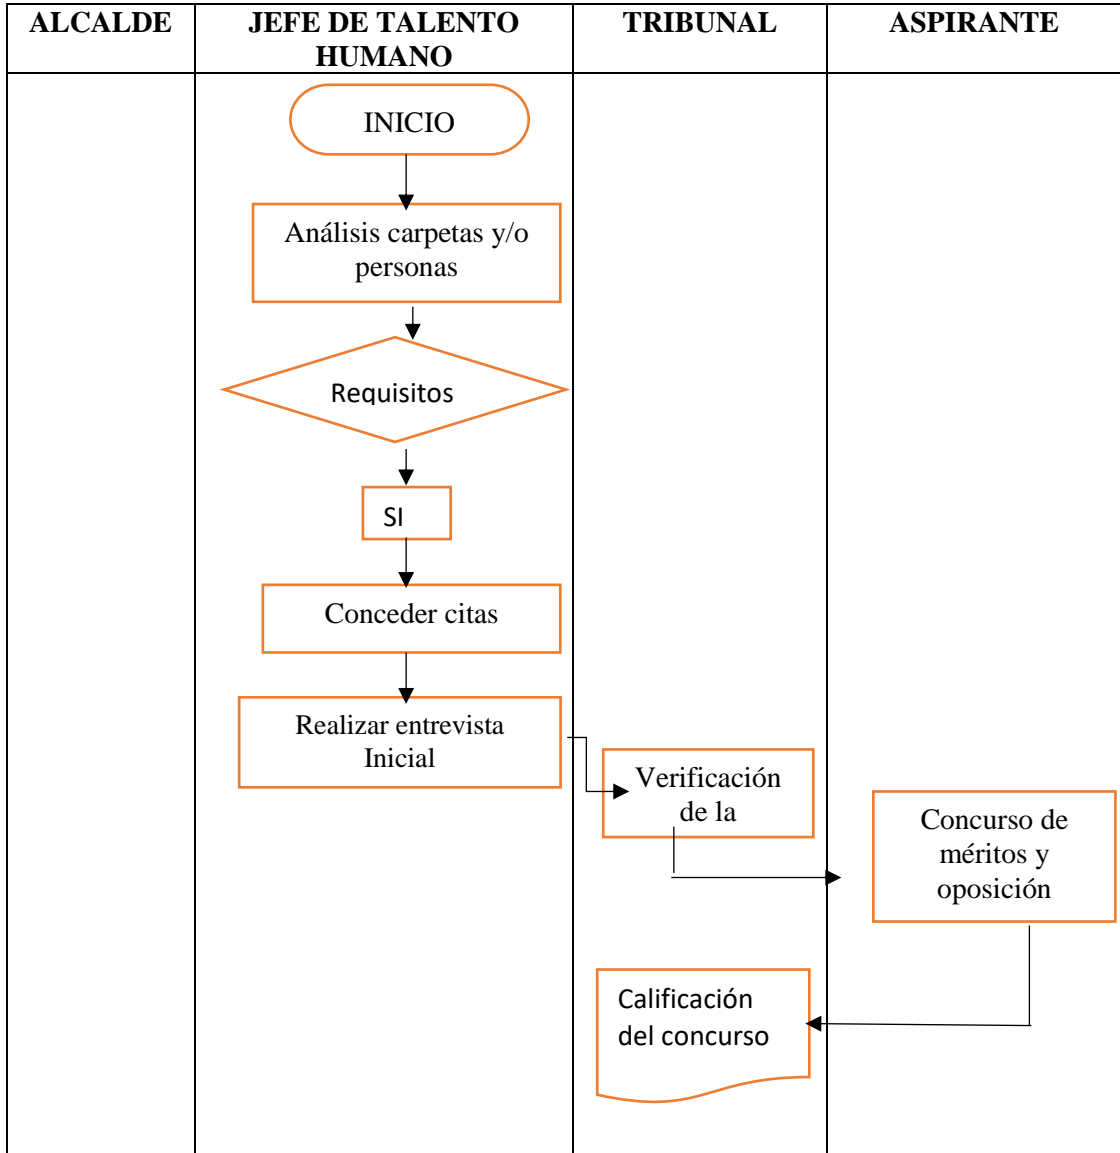 ALCALDE
JEFE DE TALENTO
HUMANO
TRIBUNAL
ASPIRANTE
INICIO
Análisis carpetas y/o
personas
Requisitos
SI
Conceder citas
Realizar entrevista
Inicial
Verificación
de la
Concurso de
méritos y
oposición
Calificación
del concurso